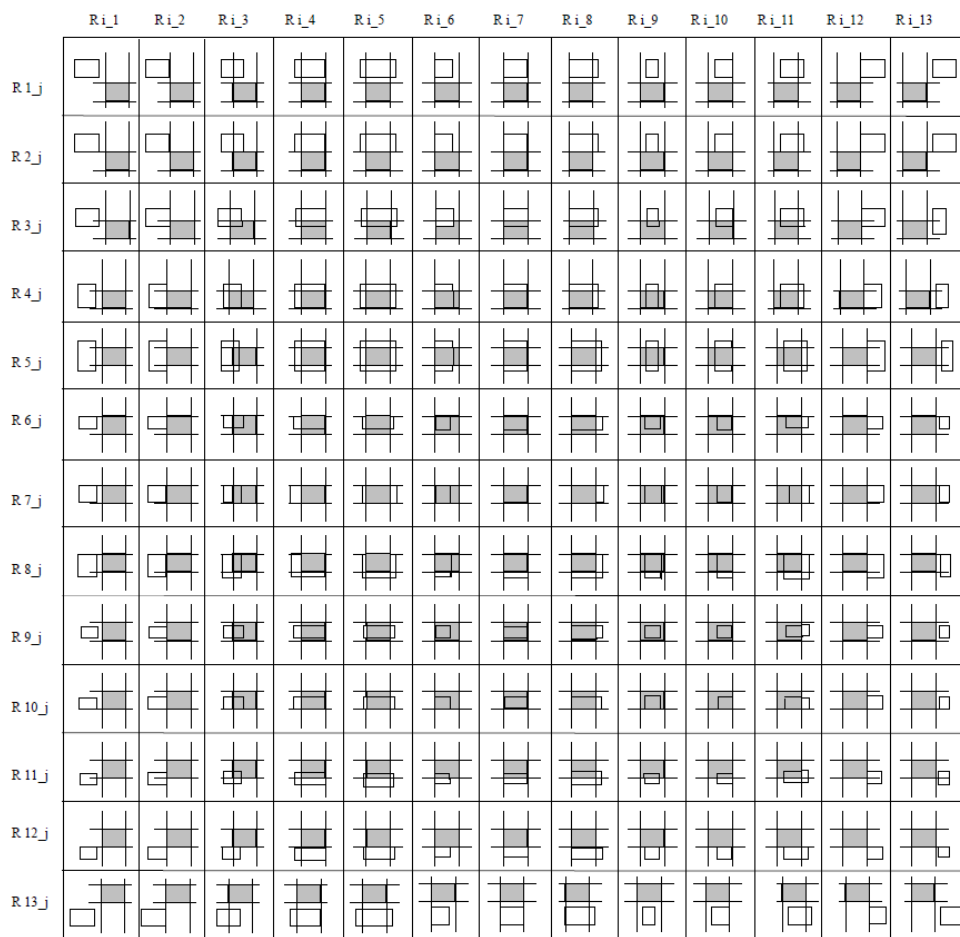 R i_1 R i_2 R i_3 R i_4 R i_5 R i_6 R i_7 R i_8 R i_9 R i_10 R i_11 R i_12 R i_13
R 1_j
R 2_j
R 3_j
R 4_j
R 5_j
R 6_j
R 7_j
R 8_j
R 9_j
R 10_j
R 11_j
R 12_j
R 13_j